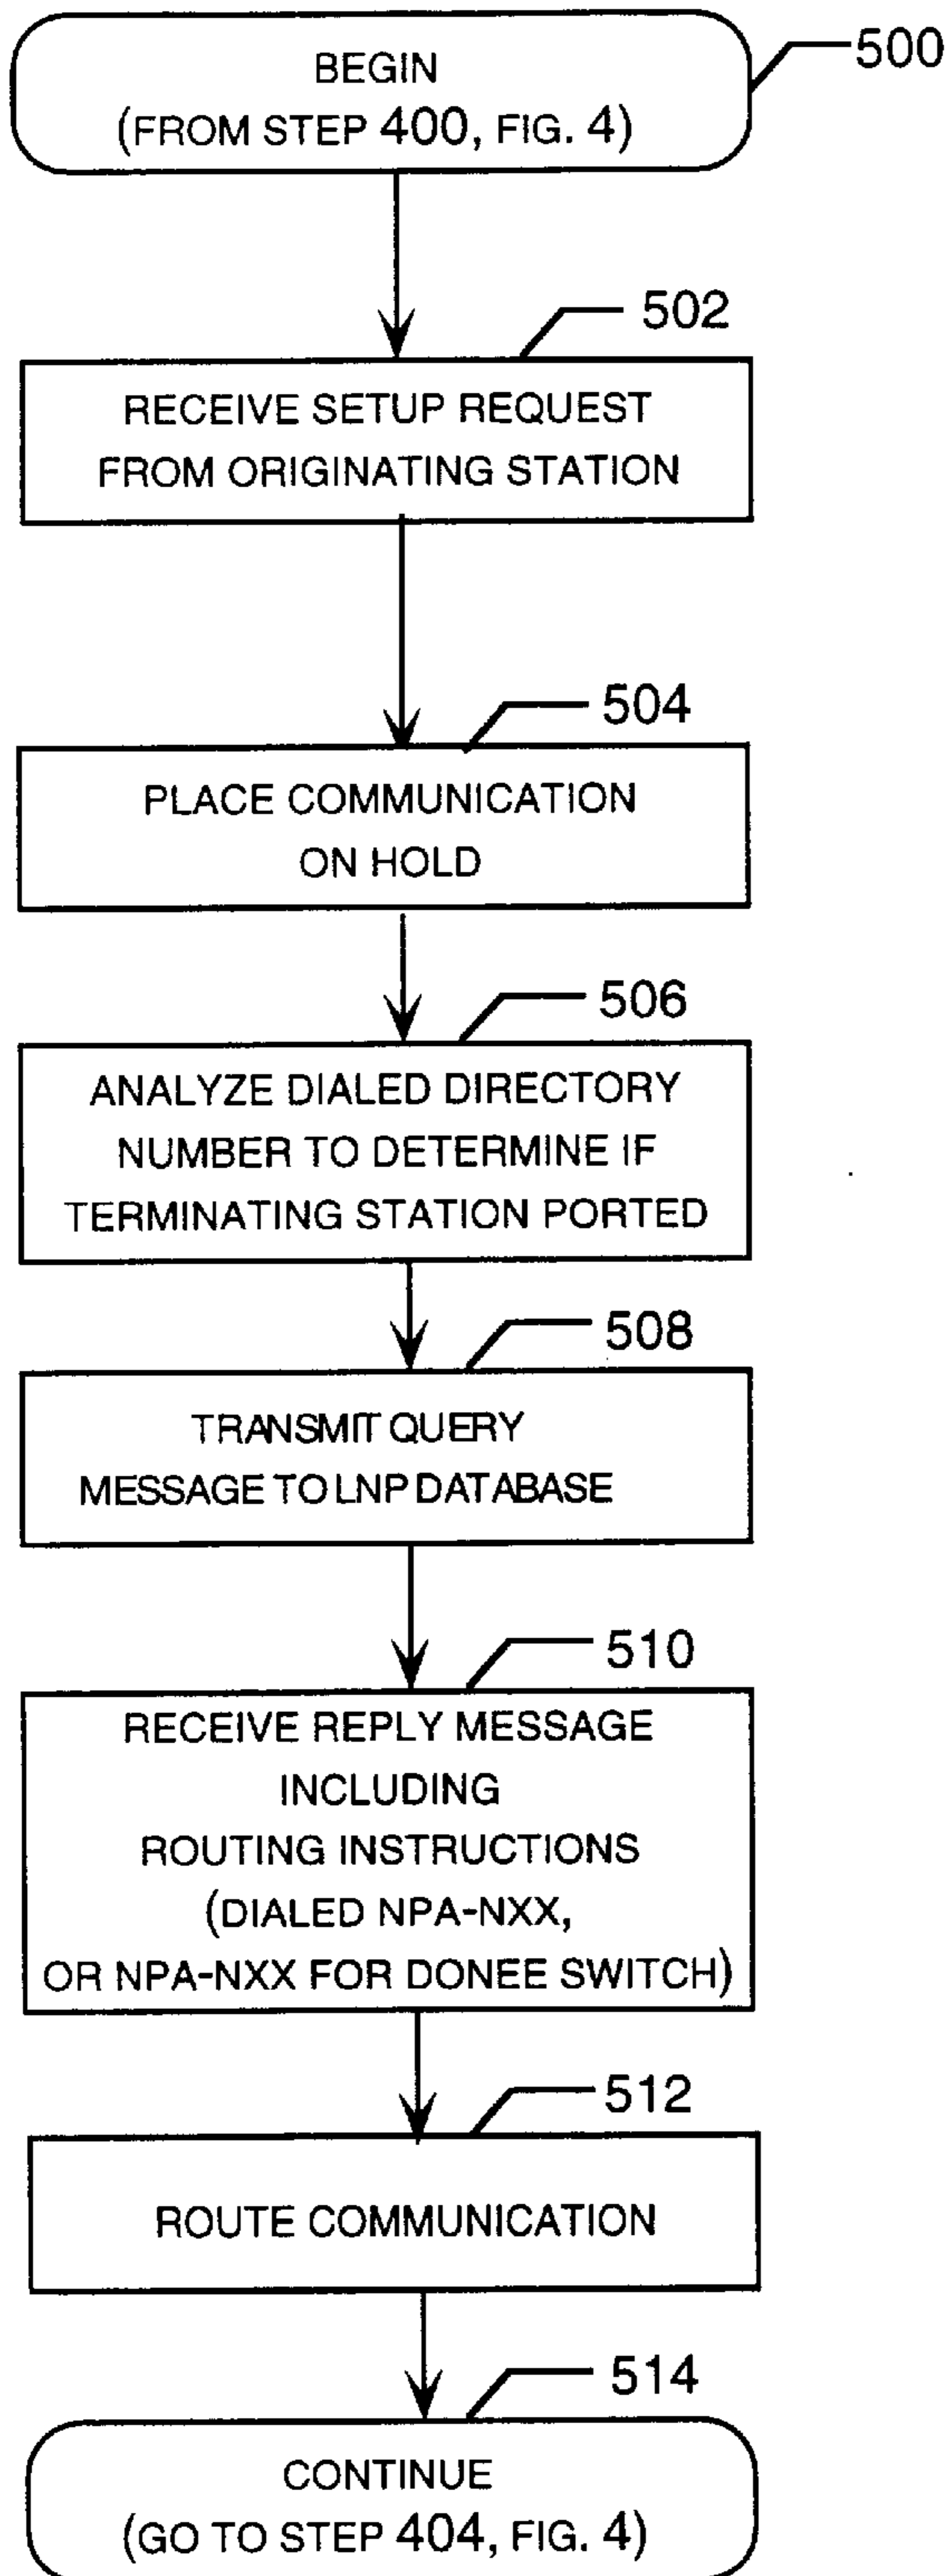 500
BEGIN
(FROM STEP 400, FIG. 4)
502
RECEIVE SETUP REQUEST
FROM ORIGINATING STATION
504
PLACE COMMUNICATION
ON HOLD
506
ANALYZE DIALED DIRECTORY
NUMBER TO DETERMINE IF
TERMINATING STATION PORTED
508
TRANSMIT QUERY
MESSAGE TO LNP DATABASE
510
RECEIVE REPLY MESSAGE
INCLUDING
ROUTING INSTRUCTIONS
(DIALED NPA-NXX,
OR NPA-NXX FOR DONEE SWITCH)
512
ROUTE COMMUNICATION
514
CONTINUE
(GO TO STEP 404, FIG. 4)